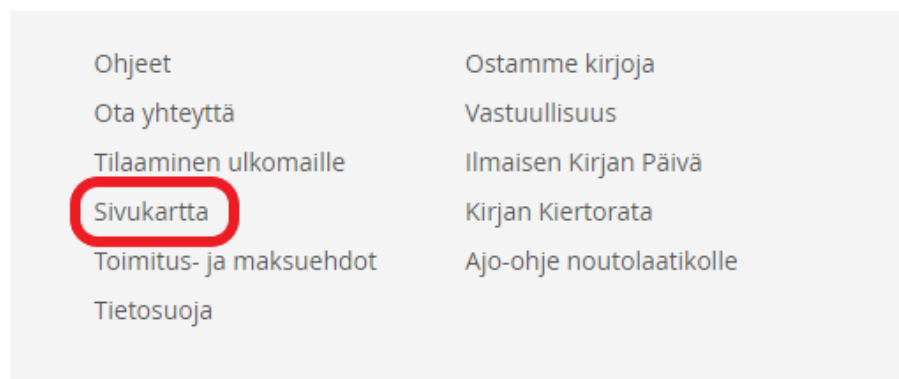 Ohjeet
Ota yhteyttä
Tilaaminen ulkomaille
Sivukartta
Toimitus- ja maksuehdot
Tietosuoja
Ostamme kirjoja
Vastuullisuus
Ilmaisen Kirjan Päivä
Kirjan Kiertorata
Ajo-ohje noutolaatikolle